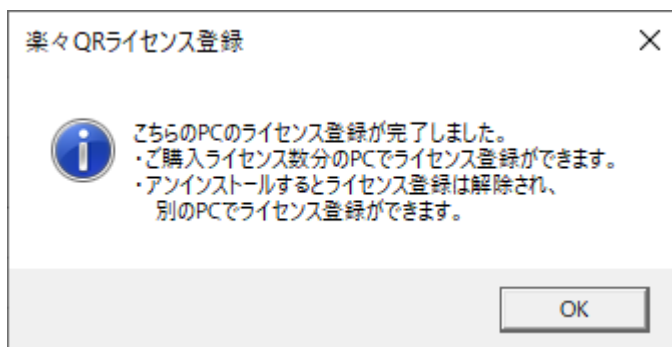 楽々QRライセンス登録
こちらのPCのライセンス登録が完了しました。
・ご購入ライセンス数分のPCでライセンス登録ができます。
・アンインストールするとライセンス登録は解除され、
別のPCでライセンス登録ができます。
OK